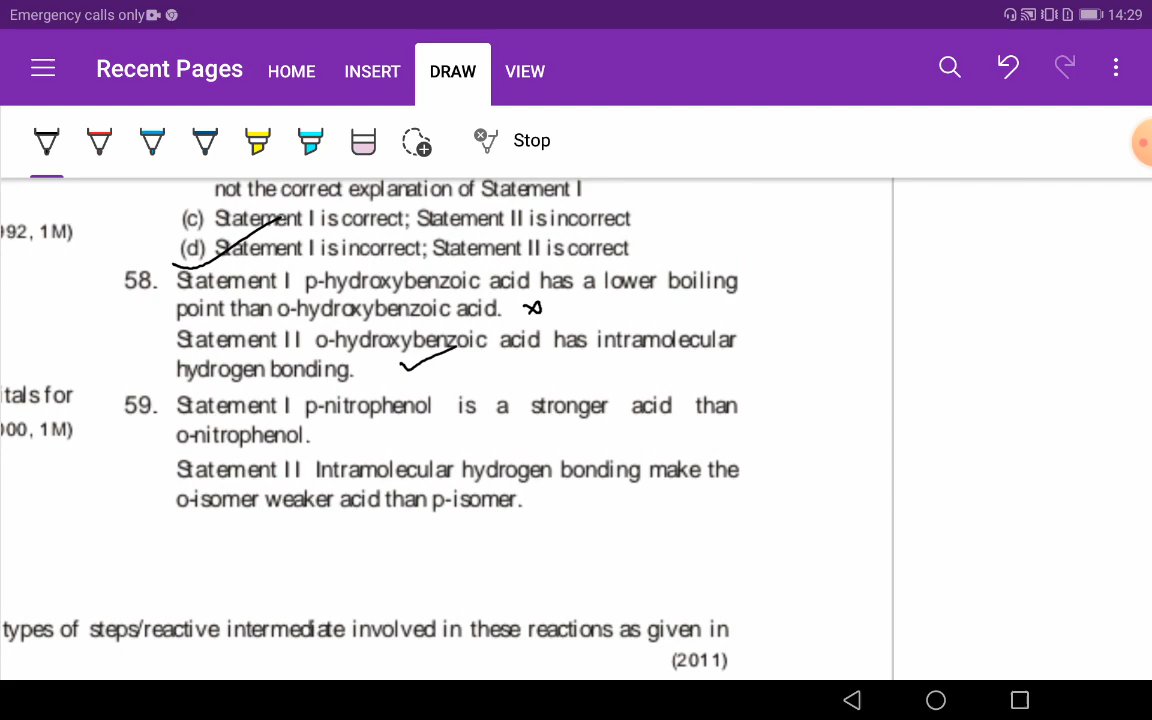 Emergency calls only 14:29
Recent Pages HOME INSERT DRAW VIEW
Stop
not the correct explanation of Statement I
992, 1M) (c) Statement I is correct; Statement II is incorrect
(d) Statement I is incorrect; Statement II is correct
58. Statement I p-hydroxybenzoic acid has a lower boiling
point than o-hydroxybenzoic acid.
Statement II o-hydroxybenzoic acid has intramolecular
hydrogen bonding.
itals for
000, 1M)
59. Statement I p-nitrophenol is a stronger acid than
o-nitrophenol.
Statement II Intramolecular hydrogen bonding make the
o-isomer weaker acid than p-isomer.
types of steps/reactive intermediate involved in these reactions as given in
(2011)